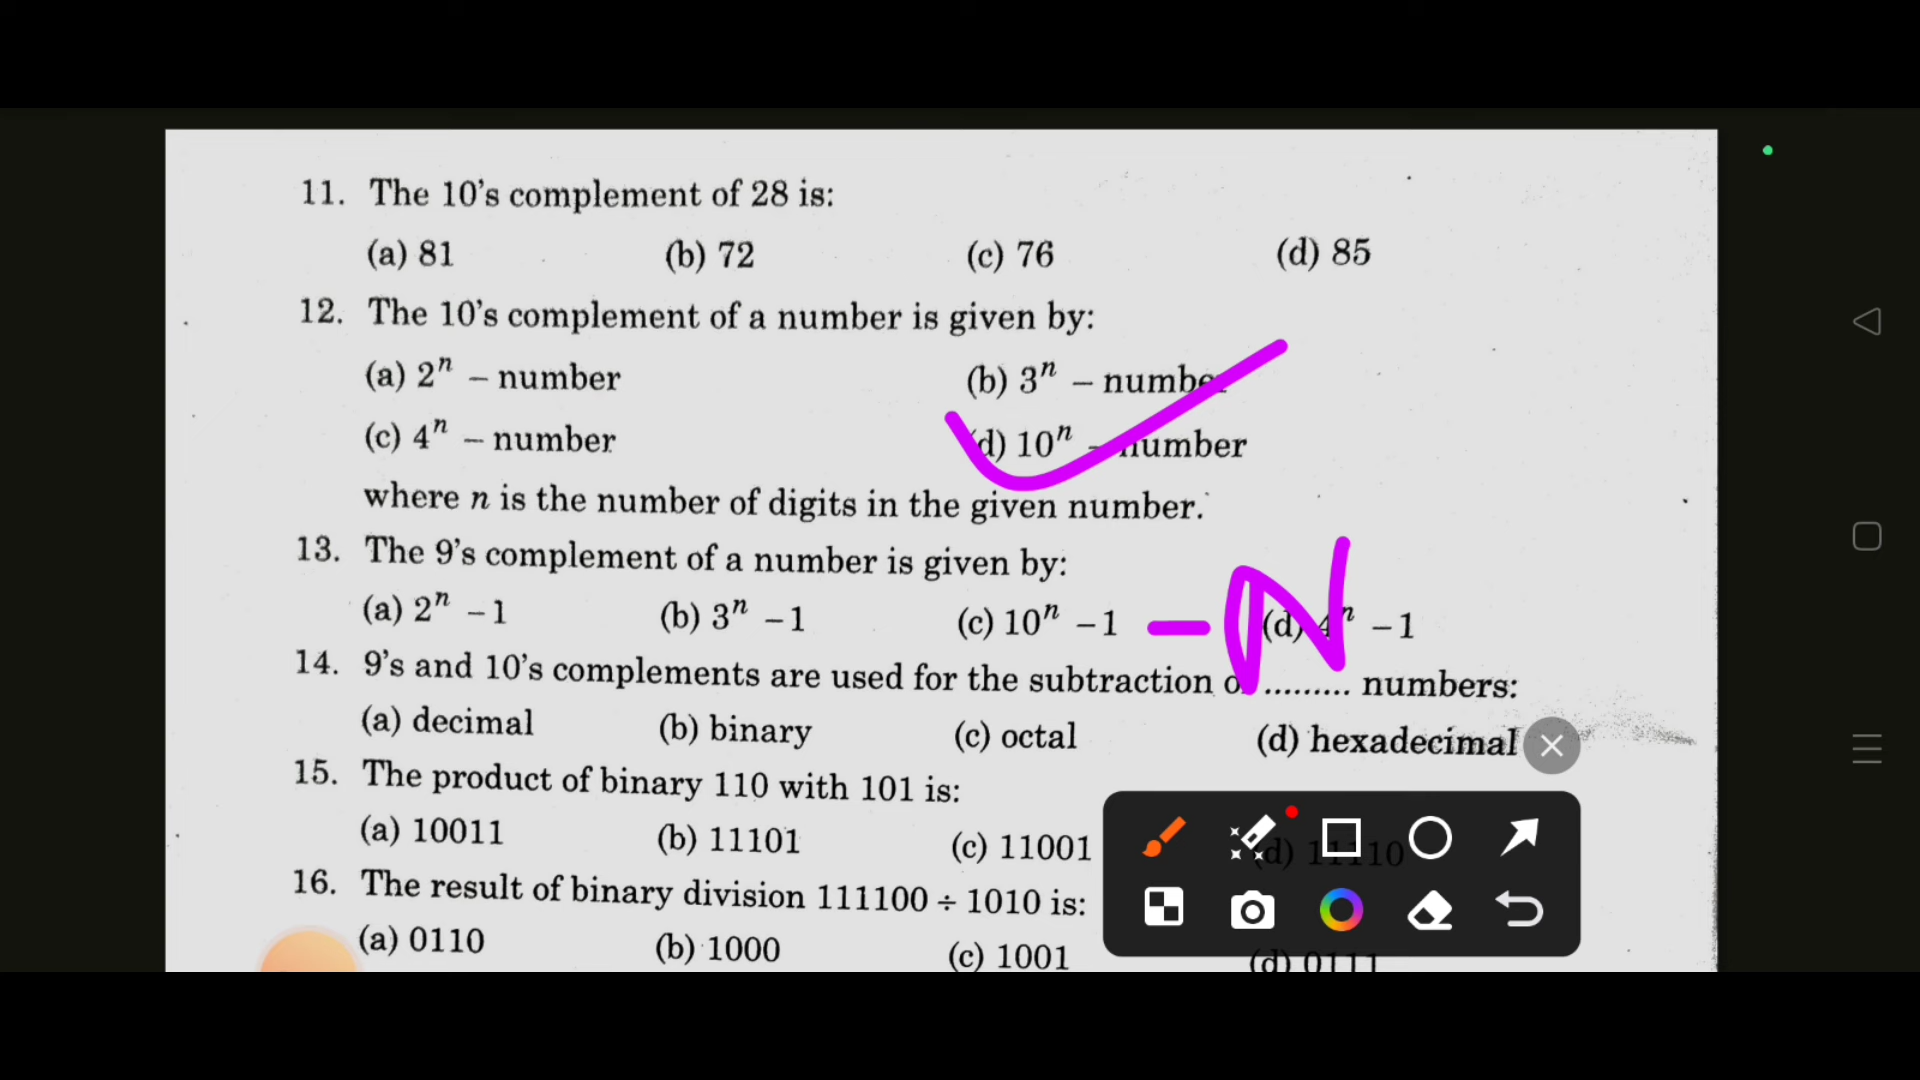 11. The 10's complement of 28 is:
(a) 81 (b) 72 (c) 76 (d) 85
12. The 10's complement of a number is given by:
(a) 2ⁿ – number (b) 3ⁿ – number
(c) 4ⁿ – number (d) 10ⁿ – number
where n is the number of digits in the given number.
13. The 9's complement of a number is given by:
(a) 2ⁿ – 1 (b) 3ⁿ – 1 (c) 10ⁿ – 1 – N (d) 4ⁿ – 1
14. 9's and 10's complements are used for the subtraction of ......... numbers:
(a) decimal (b) binary (c) octal (d) hexadecimal
15. The product of binary 110 with 101 is:
(a) 10011 (b) 11101 (c) 11001 (d) 11110
16. The result of binary division 111100 ÷ 1010 is:
(a) 0110 (b) 1000 (c) 1001 (d) 0111